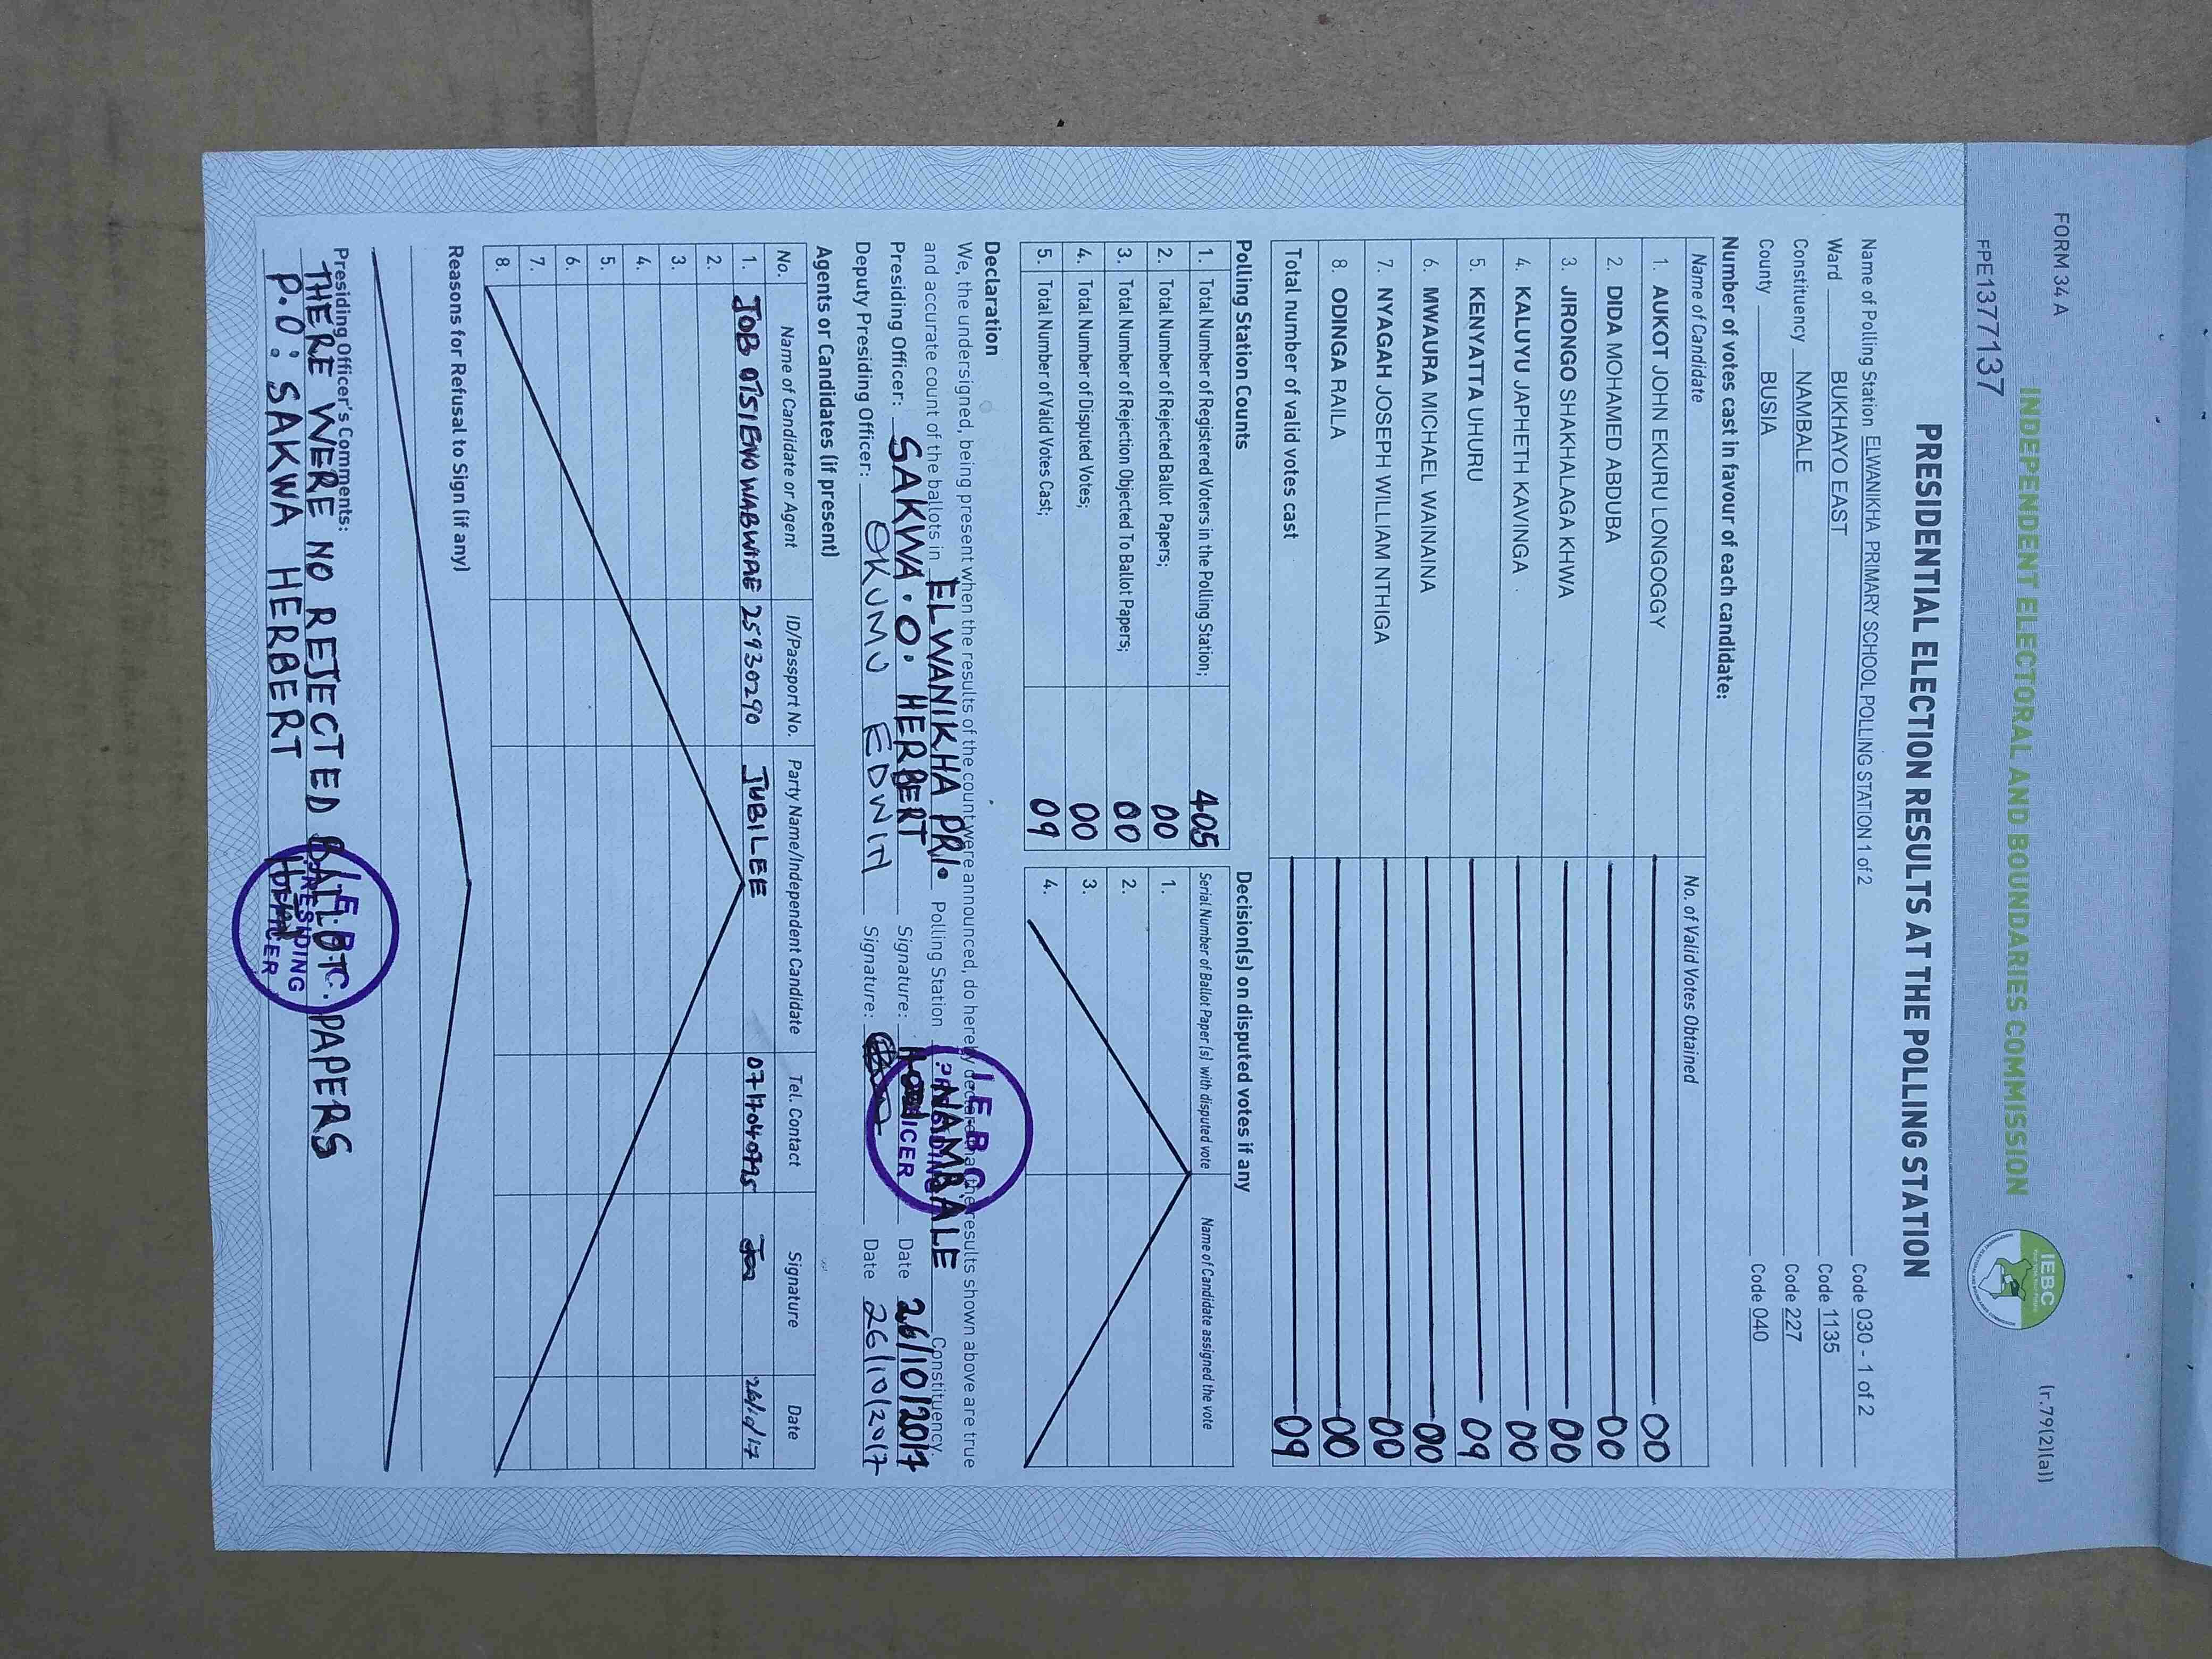 FORM 34 A
(r.79(2)(a))
INDEPENDENT ELECTORAL AND BOUNDARIES COMMISSION
IEBC
FPE1377137
PRESIDENTIAL ELECTION RESULTS AT THE POLLING STATION
Name of Polling Station ELWANIKHA PRIMARY SCHOOL POLLING STATION 1 of 2 Code 030 - 1 of 2
Ward BUKHAYO EAST Code 1135
Constituency NAMBALE Code 227
County BUSIA Code 040
Number of votes cast in favour of each candidate:
Name of Candidate No. of Valid Votes Obtained
1. AUKOT JOHN EKURU LONGOGGY 00
2. DIDA MOHAMED ABDUBA 00
3. JIRONGO SHAKHALAGA KHWA 00
4. KALUYU JAPHETH KAVINGA 00
5. KENYATTA UHURU 09
6. MWAURA MICHAEL WAINAINA 00
7. NYAGAH JOSEPH WILLIAM NTHIGA 00
8. ODINGA RAILA 00
Total number of valid votes cast 09
Polling Station Counts
1. Total Number of Registered Voters in the Polling Station; 405
2. Total Number of Rejected Ballot Papers; 00
3. Total Number of Rejection Objected To Ballot Papers; 00
4. Total Number of Disputed Votes; 00
5. Total Number of Valid Votes Cast; 09
Decision(s) on disputed votes if any
Serial Number of Ballot Paper (s) with disputed vote Name of Candidate assigned the vote
1.
2.
3.
4.
Declaration
We, the undersigned, being present when the results of the count were announced, do hereby declare that the results shown above are true
and accurate count of the ballots in ELWANIKHA PRI. Polling Station NAMBALE Constituency.
Presiding Officer: SAKWA. O. HERBERT Signature: Date 26/10/2017
Deputy Presiding Officer: OKUMU EDWIN Signature: Date 26/10/2017
I.E.B.C.
PRESIDING
OFFICER
Agents or Candidates (if present)
No. Name of Candidate or Agent ID/Passport No. Party Name/Independent Candidate Tel. Contact Signature Date
1. JOB OTSIENO WABWIRE 25930290 JUBILEE 26/10/17
2.
3.
4.
5.
6.
7.
8.
Reasons for Refusal to Sign (if any)
Presiding Officer's Comments:
THERE WERE NO REJECTED BALLOT PAPERS
P.O: SAKWA HERBERT
I.E.B.C.
PRESIDING
OFFICER